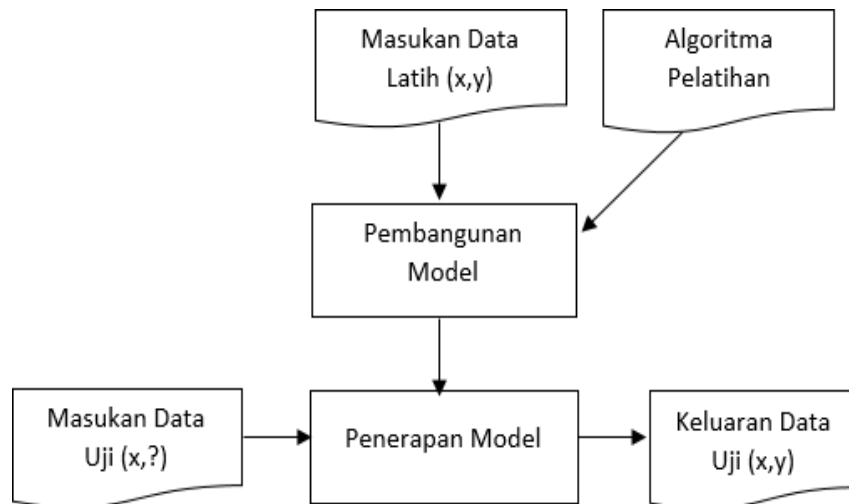 Masukan Data
Latih (x,y)
Algoritma
Pelatihan
Pembangunan
Model
Masukan Data
Uji (x,?)
Penerapan Model
Keluaran Data
Uji (x,y)